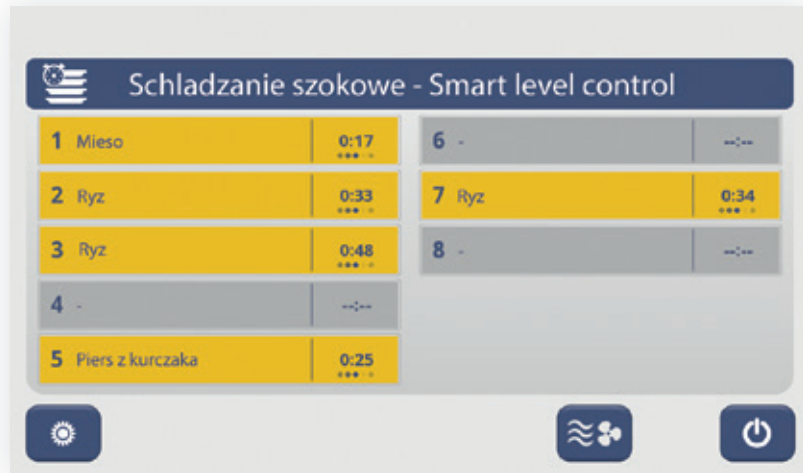 Schladzanie szokowe - Smart level control
1 Mieso 0:17
2 Ryz 0:33
3 Ryz 0:48
4 - --:--
5 Piers z kurczaka 0:25
6 - --:--
7 Ryz 0:34
8 - --:--